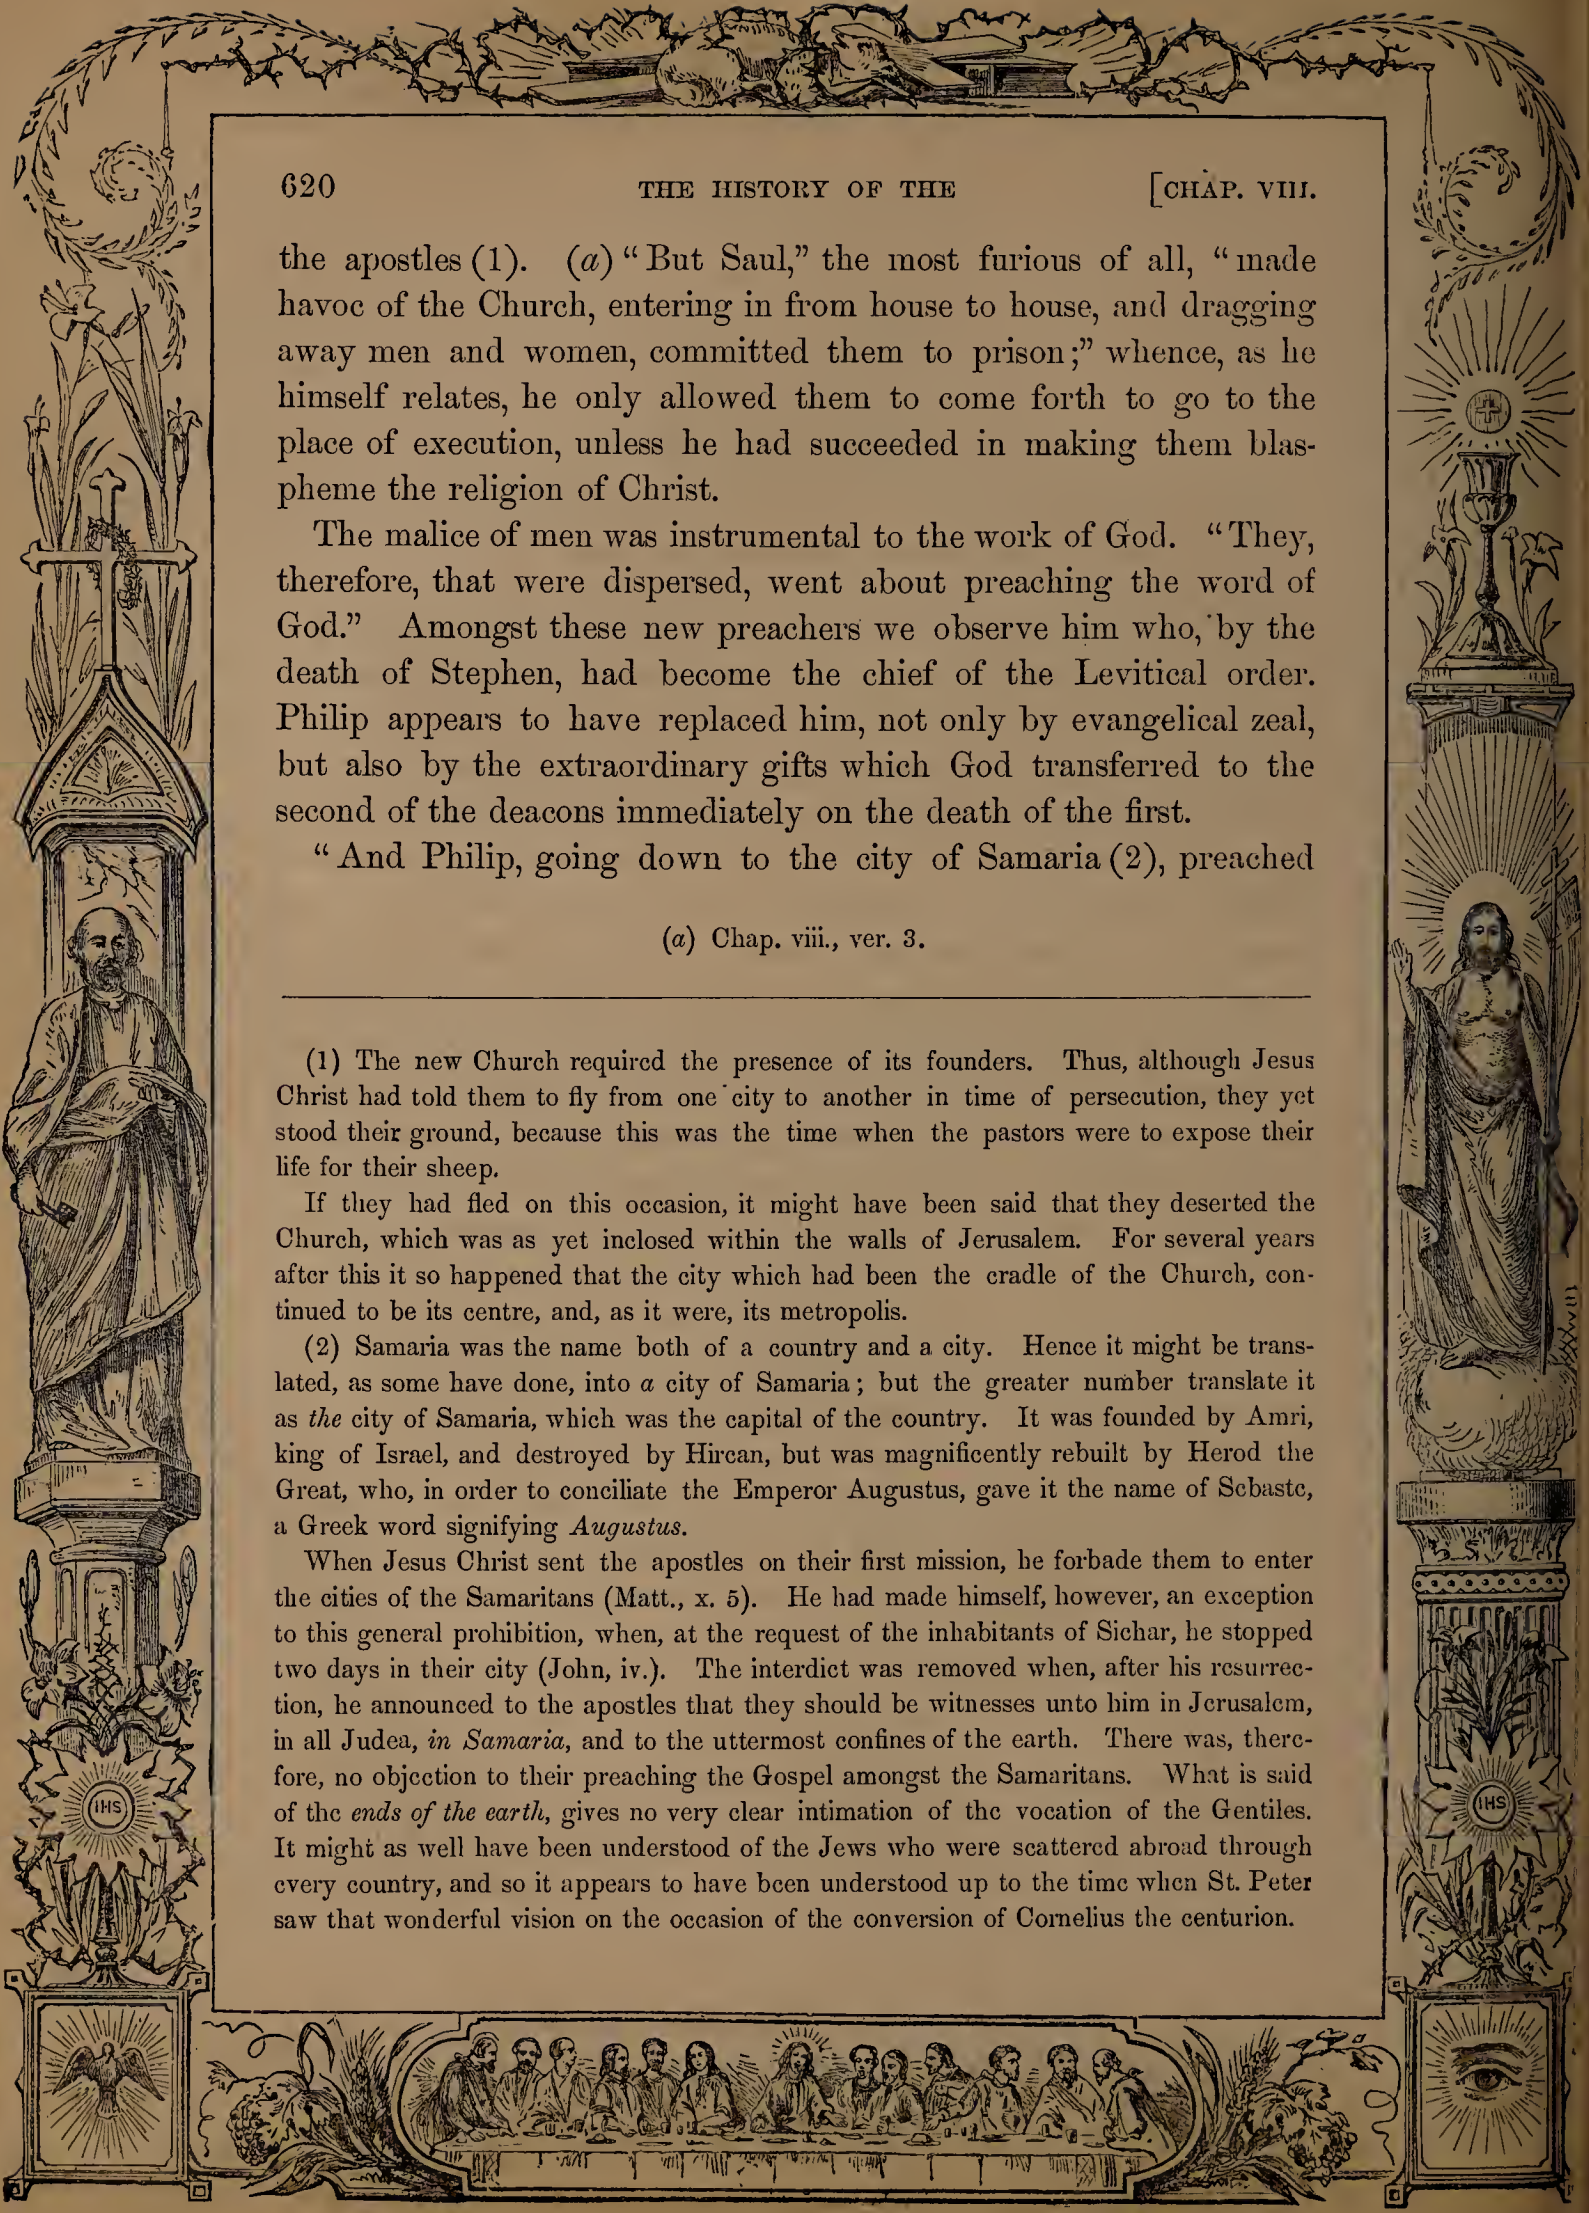 620 THE HISTORY OF THE [CHAP. VIII.
the apostles (1). (a) “But Saul,” the most furious of all, “made
havoc of the Church, entering in from house to house, and dragging
away men and women, committed them to prison;” whence, as he
himself relates, he only allowed them to come forth to go to the
place of execution, unless he had succeeded in making them blas-
pheme the religion of Christ.
The malice of men was instrumental to the work of God. “They,
therefore, that were dispersed, went about preaching the word of
God.” Amongst these new preachers we observe him who, by the
death of Stephen, had become the chief of the Levitical order.
Philip appears to have replaced him, not only by evangelical zeal,
but also by the extraordinary gifts which God transferred to the
second of the deacons immediately on the death of the first.
“And Philip, going down to the city of Samaria (2), preached
(a) Chap. viii., ver. 3.
(1) The new Church required the presence of its founders. Thus, although Jesus
Christ had told them to fly from one city to another in time of persecution, they yet
stood their ground, because this was the time when the pastors were to expose their
life for their sheep.
If they had fled on this occasion, it might have been said that they deserted the
Church, which was as yet inclosed within the walls of Jerusalem. For several years
after this it so happened that the city which had been the cradle of the Church, con-
tinued to be its centre, and, as it were, its metropolis.
(2) Samaria was the name both of a country and a city. Hence it might be trans-
lated, as some have done, into a city of Samaria; but the greater number translate it
as the city of Samaria, which was the capital of the country. It was founded by Amri,
king of Israel, and destroyed by Hircan, but was magnificently rebuilt by Herod the
Great, who, in order to conciliate the Emperor Augustus, gave it the name of Sebaste,
a Greek word signifying Augustus.
When Jesus Christ sent the apostles on their first mission, he forbade them to enter
the cities of the Samaritans (Matt., x. 5). He had made himself, however, an exception
to this general prohibition, when, at the request of the inhabitants of Sichar, he stopped
two days in their city (John, iv.). The interdict was removed when, after his resurrec-
tion, he announced to the apostles that they should be witnesses unto him in Jerusalem,
in all Judea, in Samaria, and to the uttermost confines of the earth. There was, there-
fore, no objection to their preaching the Gospel amongst the Samaritans. What is said
of the ends of the earth, gives no very clear intimation of the vocation of the Gentiles.
It might as well have been understood of the Jews who were scattered abroad through
every country, and so it appears to have been understood up to the time when St. Peter
saw that wonderful vision on the occasion of the conversion of Cornelius the centurion.
IHS
IHS